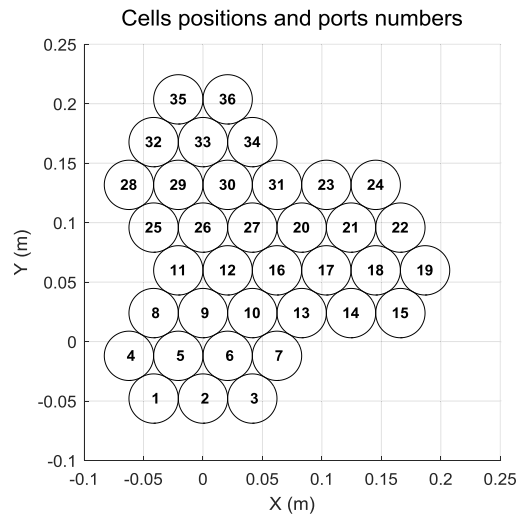 Cells positions and ports numbers
0.25
0.2
0.15
0.1
0.05
0
-0.05
-0.1
Y (m)
35 36
32 33 34
28 29 30 31 23 24
25 26 27 20 21 22
11 12 16 17 18 19
8 9 10 13 14 15
4 5 6 7
1 2 3
-0.1 -0.05 0 0.05 0.1 0.15 0.2 0.25
X (m)